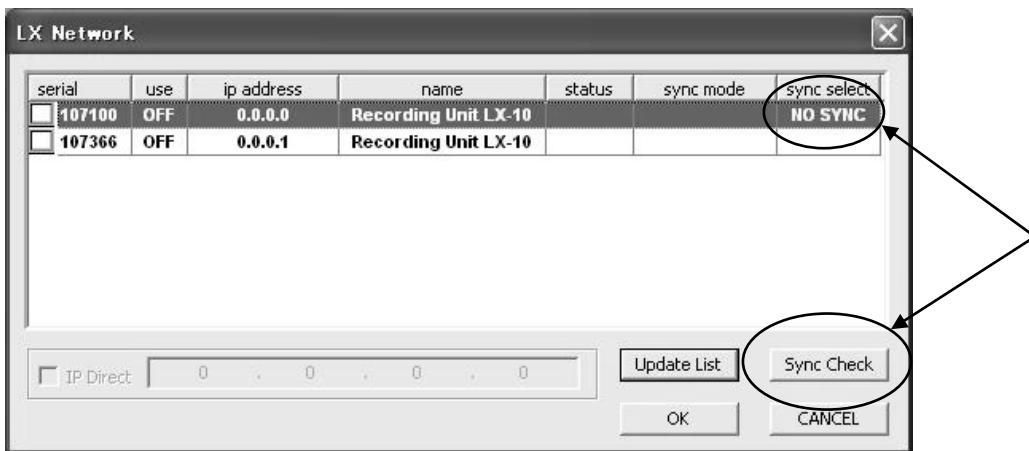 LX Network
serial use ip address name status sync mode sync select
107100 OFF 0.0.0.0 Recording Unit LX-10 NO SYNC
107366 OFF 0.0.0.1 Recording Unit LX-10
IP Direct 0 . 0 . 0 . 0 Update List Sync Check
OK CANCEL